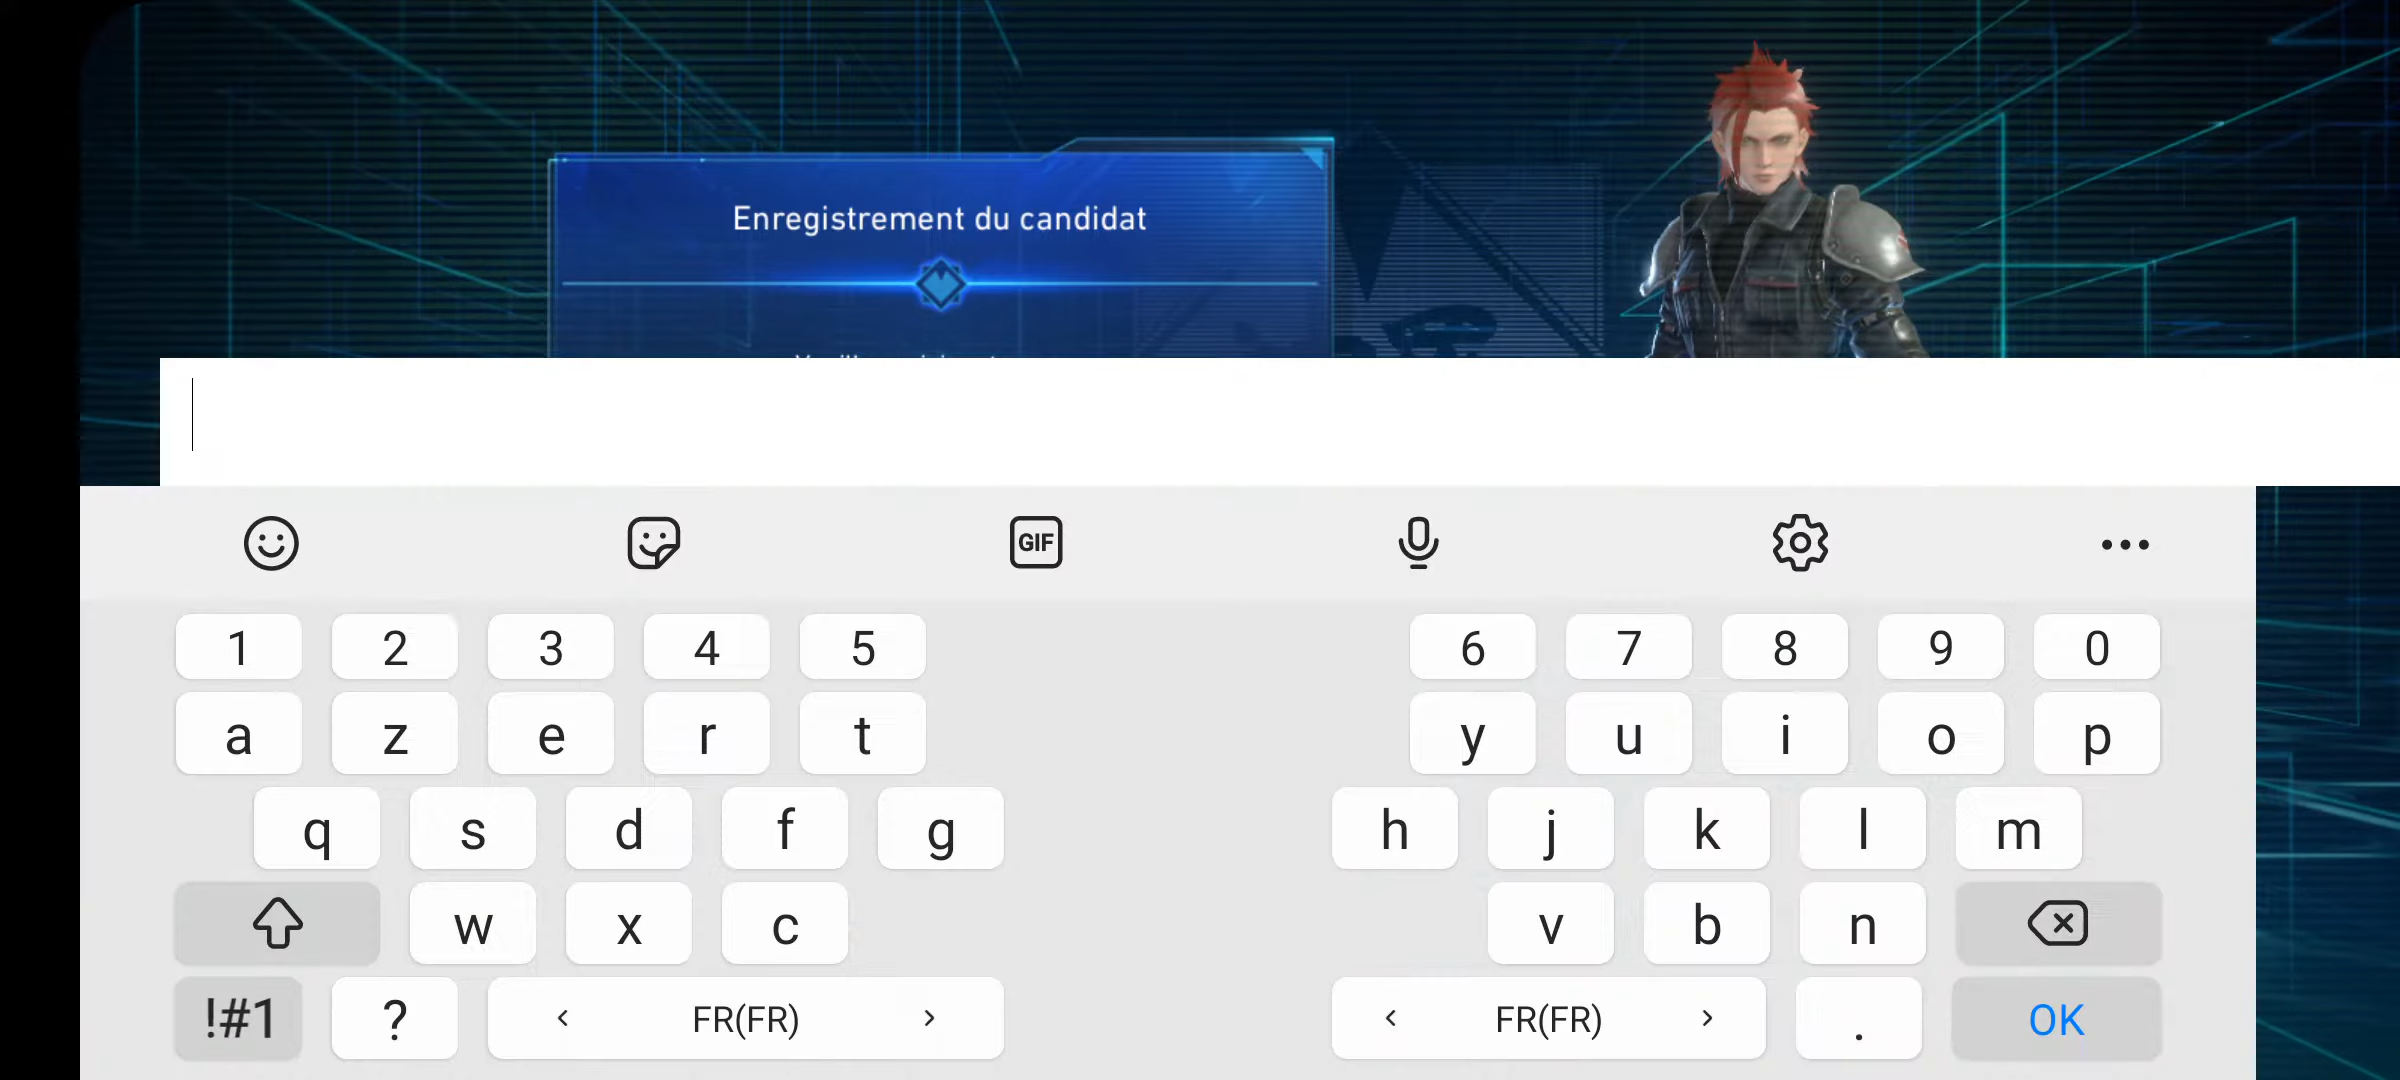 Enregistrement du candidat
GIF
1 2 3 4 5 6 7 8 9 0
a z e r t y u i o p
q s d f g h j k l m
w x c v b n
!#1 ? < FR(FR) > < FR(FR) > . OK